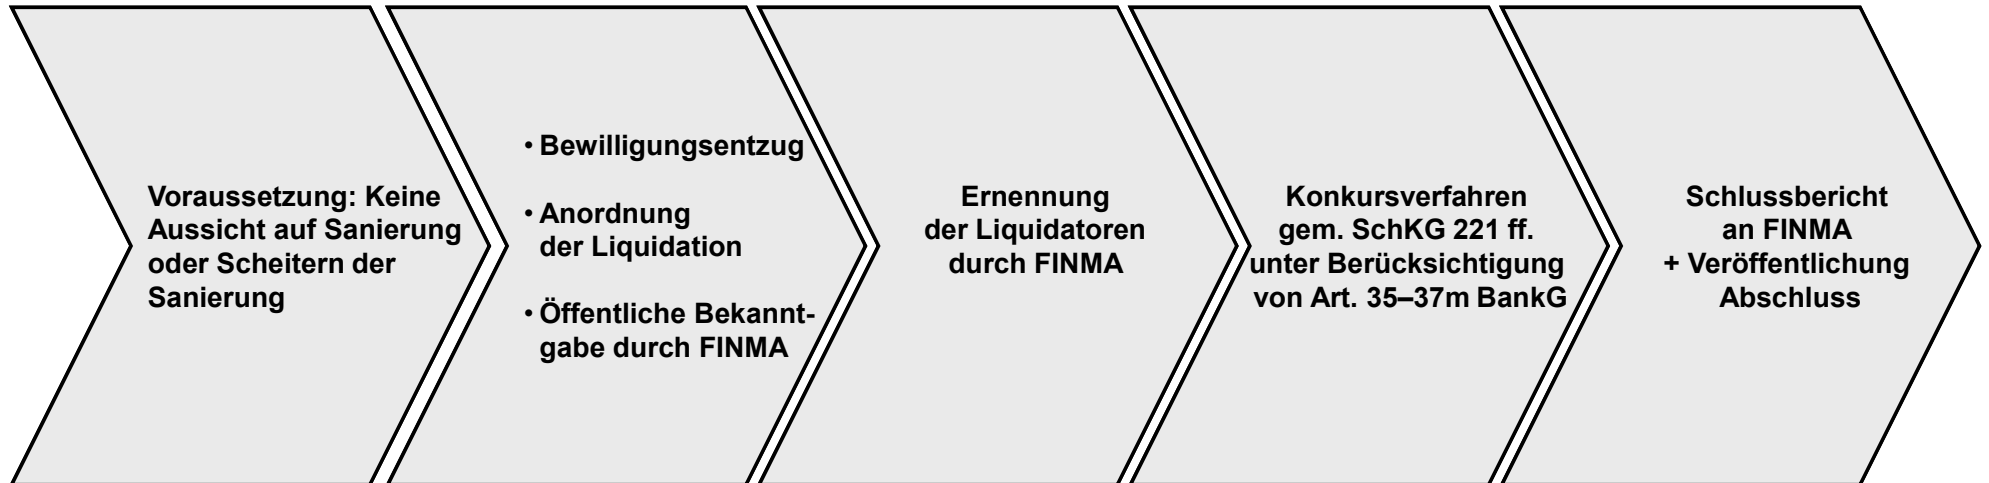 Voraussetzung: Keine
Aussicht auf Sanierung
oder Scheitern der
Sanierung
• Bewilligungsentzug
• Anordnung
der Liquidation
• Öffentliche Bekannt-
gabe durch FINMA
Ernennung
der Liquidatoren
durch FINMA
Konkursverfahren
gem. SchKG 221 ff.
unter Berücksichtigung
von Art. 35–37m BankG
Schlussbericht
an FINMA
+ Veröffentlichung
Abschluss